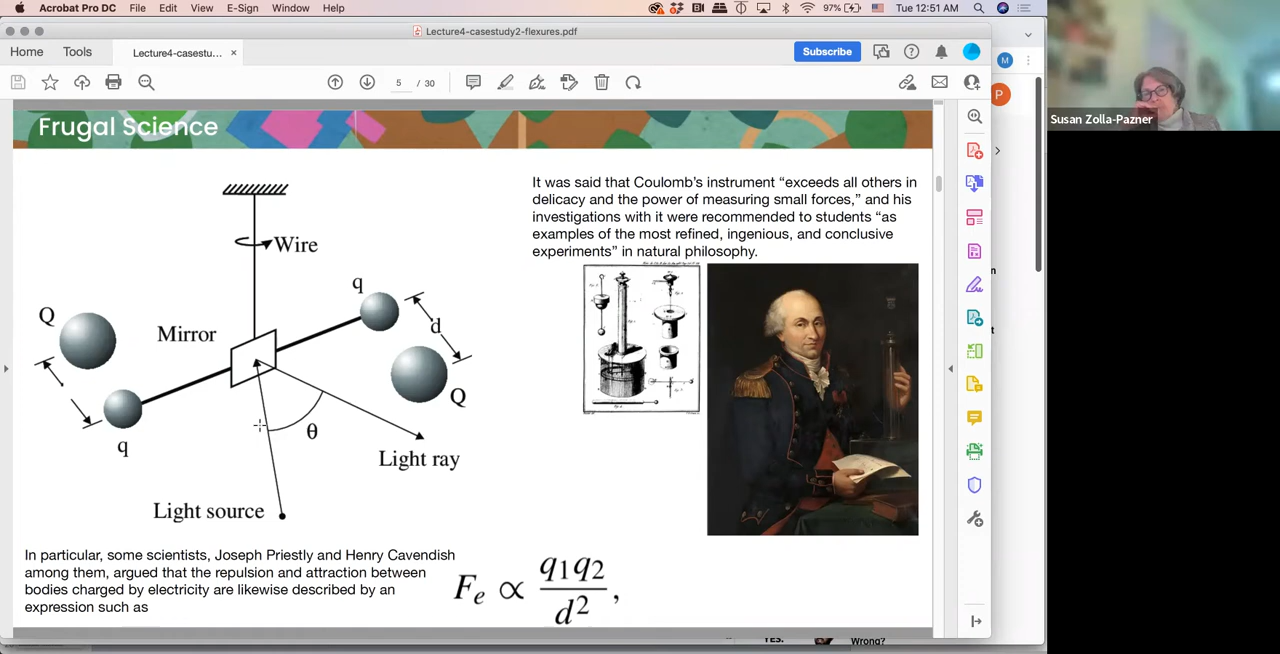 Acrobat Pro DC File Edit View E-Sign Window Help
97%
Tue 12:51 AM
Lecture4-casestudy2-flexures.pdf
Home Tools Lecture4-casestu... ×
Subscribe
5 / 30
M
P
Susan Zolla-Pazner
Frugal Science
It was said that Coulomb's instrument "exceeds all others in
delicacy and the power of measuring small forces," and his
investigations with it were recommended to students "as
examples of the most refined, ingenious, and conclusive
experiments" in natural philosophy.
Wire
q
Q
d
Mirror
Q
q
θ
Light ray
Light source
In particular, some scientists, Joseph Priestly and Henry Cavendish
among them, argued that the repulsion and attraction between
bodies charged by electricity are likewise described by an
expression such as
Fe ∝ q1q2 / d²,
YES.
Wrong?